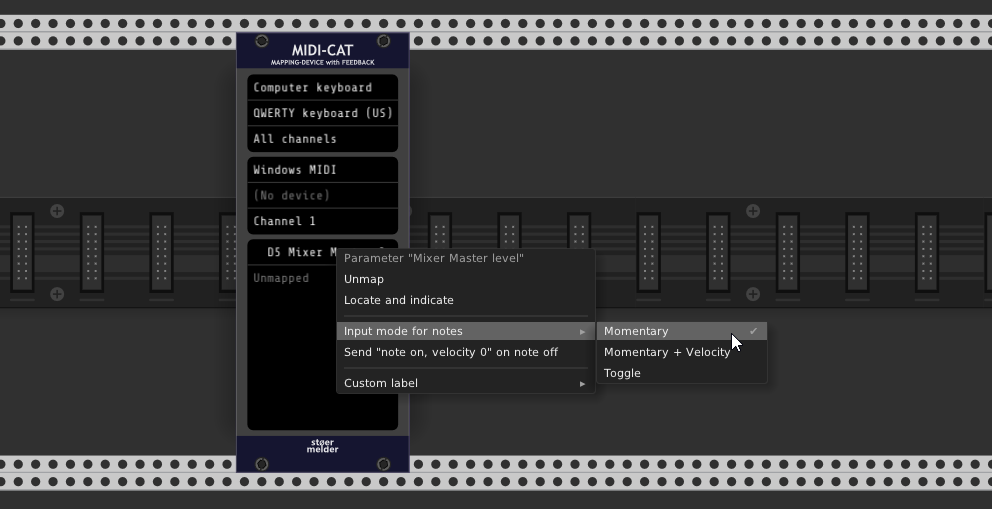 MIDI-CAT
MAPPING-DEVICE with FEEDBACK
Computer keyboard
QWERTY keyboard (US)
All channels
Windows MIDI
(No device)
Channel 1
D5 Mixer
Unmapped
Parameter "Mixer Master level"
Unmap
Locate and indicate
Input mode for notes
Send "note on, velocity 0" on note off
Custom label
Momentary
Momentary + Velocity
Toggle
støer
melder